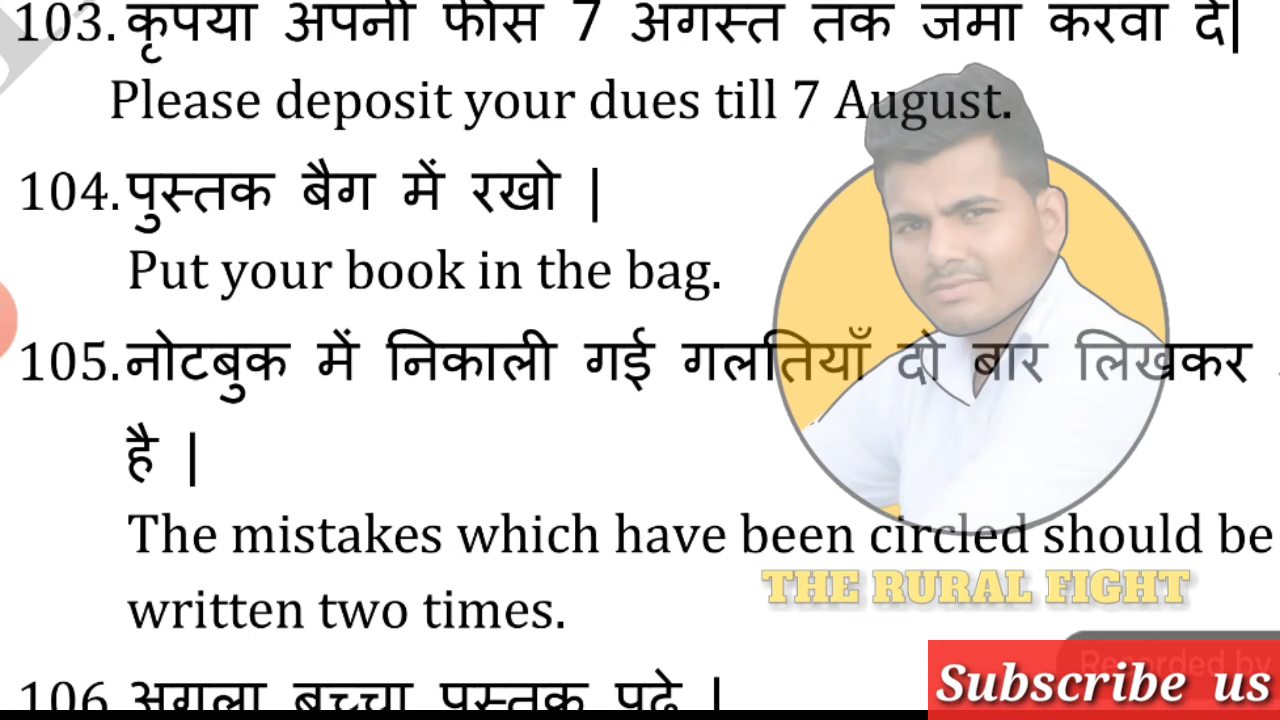 103. कृपया अपनी फीस 7 अगस्त तक जमा करवा दे|
Please deposit your dues till 7 August.
104. पुस्तक बैग में रखो |
Put your book in the bag.
105. नोटबुक में निकाली गई गलतियाँ दो बार लिखकर
है |
The mistakes which have been circled should be
written two times.
THE RURAL FIGHT
106 अगला बच्चा पुस्तक पढ़े |
Recorded by
Subscribe us